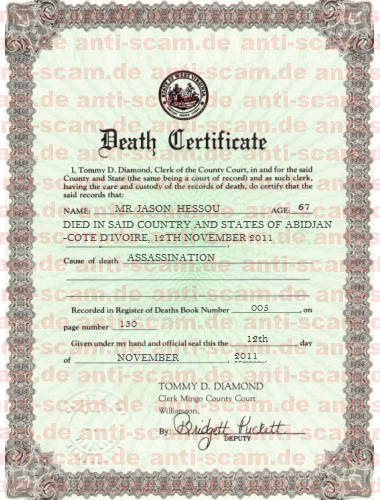 anti-scam.de anti-scam.de
STATE OF WEST VIRGINIA
Death Certificate
I, Tommy D. Diamond, Clerk of the County Court, in and for the said
County and State (the same being a court of record) and as such clerk,
having the care and custody of the records of death, do certify that the
said records that:
NAME: MR. JASON HESSOU AGE: 67
DIED IN SAID COUNTRY AND STATES OF ABIDJAN
-COTE D'IVOIRE, 12TH NOVEMBER 2011
Cause of death ASSASSINATION
Recorded in Register of Deaths Book Number 005, on
page number 130
Given under my hand and official seal this the 12th day
of NOVEMBER 2011
TOMMY D. DIAMOND
Clerk Mingo County Court
Williamson,
By: Bridgett Puckett
DEPUTY